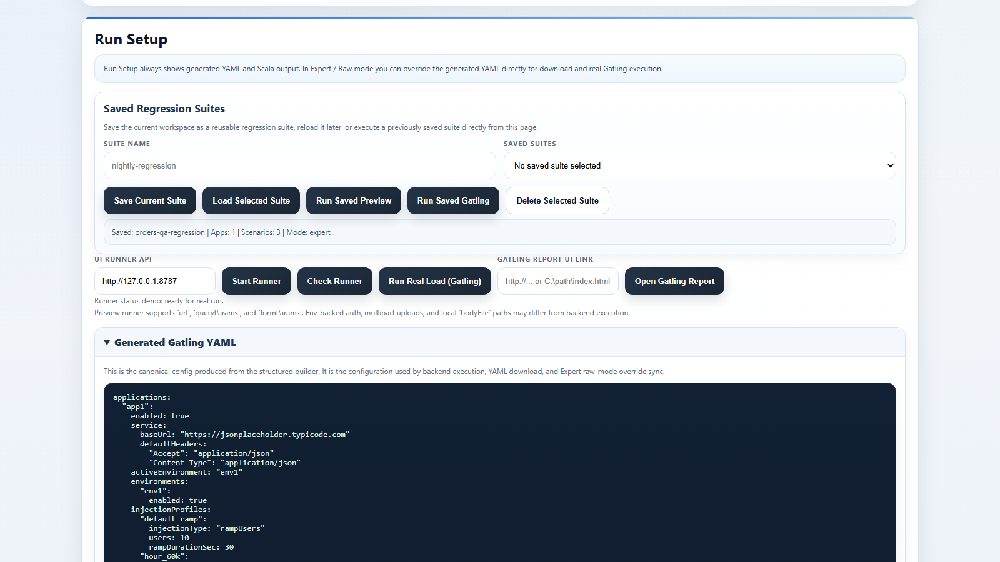 Run Setup
Run Setup always shows generated YAML and Scala output. In Expert / Raw mode you can override the generated YAML directly for download and real Gatling execution.
Saved Regression Suites
Save the current workspace as a reusable regression suite, reload it later, or execute a previously saved suite directly from this page.
SUITE NAME
SAVED SUITES
nightly-regression
No saved suite selected
Save Current Suite
Load Selected Suite
Run Saved Preview
Run Saved Gatling
Delete Selected Suite
Saved: orders-qa-regression | Apps: 1 | Scenarios: 3 | Mode: expert
UI RUNNER API
GATLING REPORT UI LINK
http://127.0.0.1:8787
Start Runner
Check Runner
Run Real Load (Gatling)
http://... or C:\path\index.html
Open Gatling Report
Runner status demo: ready for real run.
Preview runner supports `url`, `queryParams`, and `formParams`. Env-backed auth, multipart uploads, and local `bodyFile` paths may differ from backend execution.
▼ Generated Gatling YAML
This is the canonical config produced from the structured builder. It is the configuration used by backend execution, YAML download, and Expert raw-mode override sync.
applications:
  "app1":
    enabled: true
    service:
      baseUrl: "https://jsonplaceholder.typicode.com"
      defaultHeaders:
        "Accept": "application/json"
        "Content-Type": "application/json"
    activeEnvironment: "env1"
    environments:
      "env1":
        enabled: true
    injectionProfiles:
      "default_ramp":
        injectionType: "rampUsers"
        users: 10
        rampDurationSec: 30
      "hour_60k":